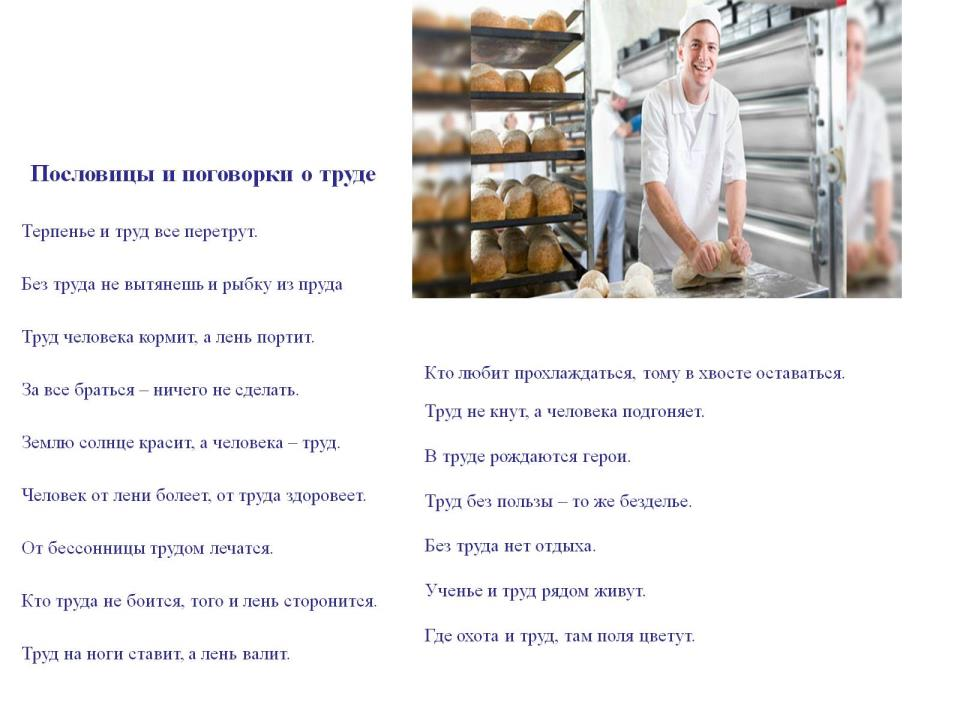 Пословицы и поговорки о труде
Терпенье и труд все перетрут.
Без труда не вытянешь и рыбку из пруда
Труд человека кормит, а лень портит.
За все браться – ничего не сделать.
Землю солнце красит, а человека – труд.
Человек от лени болеет, от труда здоровеет.
От бессонницы трудом лечатся.
Кто труда не боится, того и лень сторонится.
Труд на ноги ставит, а лень валит.
Кто любит прохлаждаться, тому в хвосте оставаться.
Труд не кнут, а человека подгоняет.
В труде рождаются герои.
Труд без пользы – то же безделье.
Без труда нет отдыха.
Ученье и труд рядом живут.
Где охота и труд, там поля цветут.